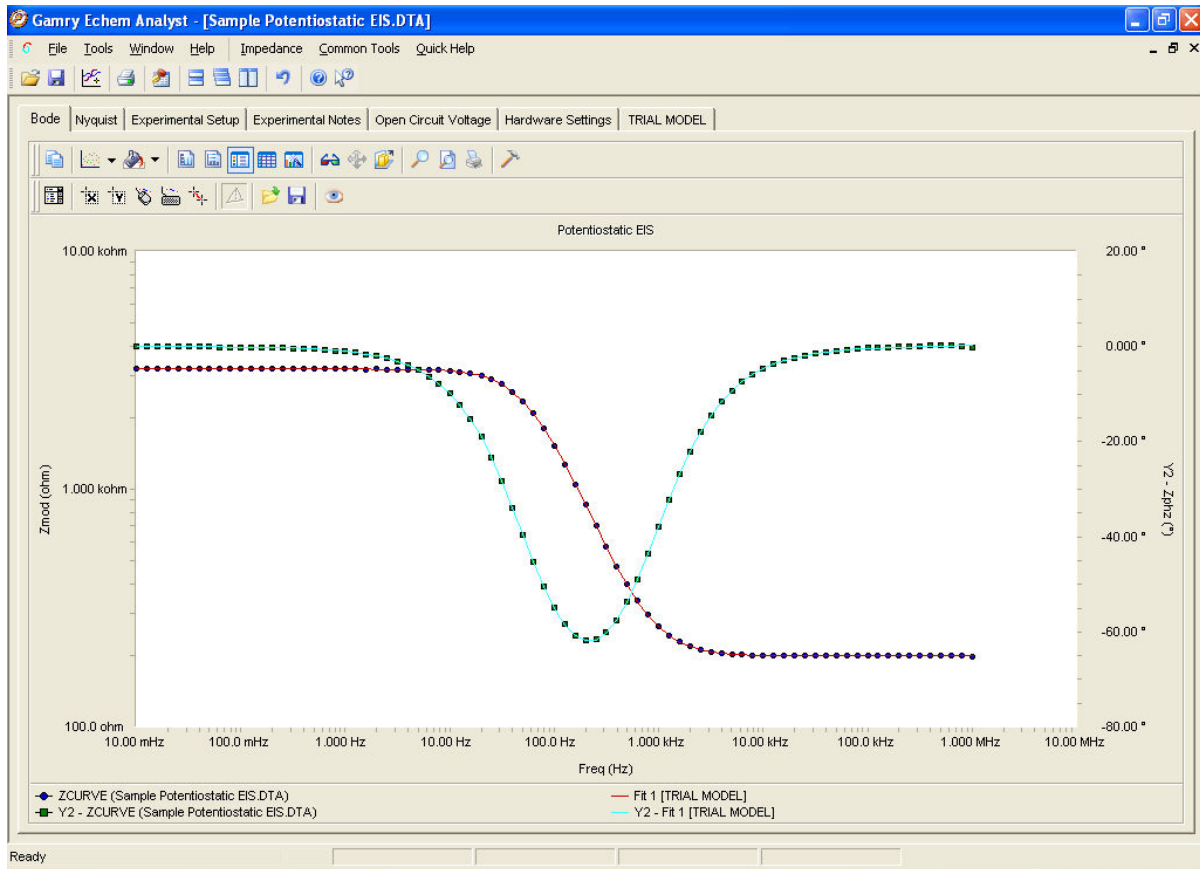 Gamry Echem Analyst - [Sample Potentiostatic EIS.DTA]
File Tools Window Help Impedance Common Tools Quick Help
Bode Nyquist Experimental Setup Experimental Notes Open Circuit Voltage Hardware Settings TRIAL MODEL
Potentiostatic EIS
10.00 kohm
1.000 kohm
100.0 ohm
Zmod (ohm)
20.00 °
0.000 °
-20.00 °
-40.00 °
-60.00 °
-80.00 °
Y2 - Zphz (°)
10.00 mHz 100.0 mHz 1.000 Hz 10.00 Hz 100.0 Hz 1.000 kHz 10.00 kHz 100.0 kHz 1.000 MHz 10.00 MHz
Freq (Hz)
ZCURVE (Sample Potentiostatic EIS.DTA) Fit 1 [TRIAL MODEL]
Y2 - ZCURVE (Sample Potentiostatic EIS.DTA) Y2 - Fit 1 [TRIAL MODEL]
Ready